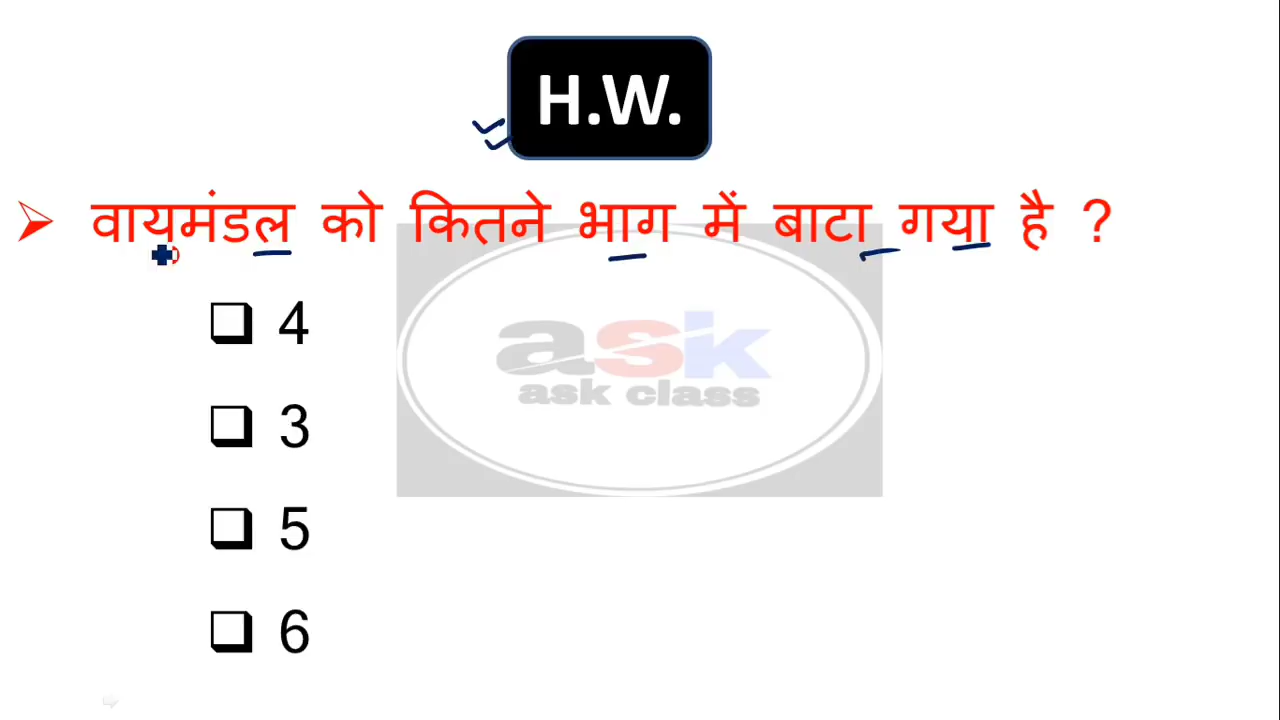 H.W.
वायुमंडल को कितने भाग में बाटा गया है ?
4
3
5
6
ask
ask class